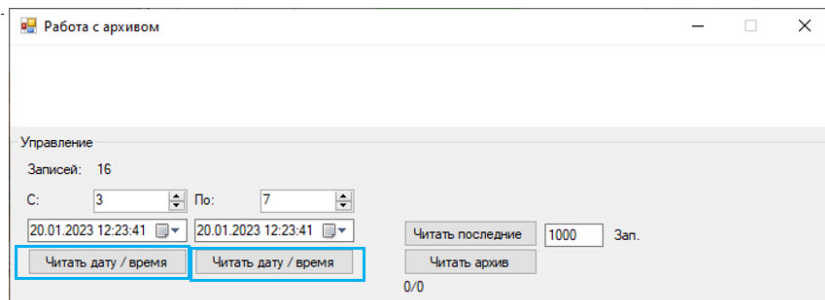 Работа с архивом
Управление
Записей: 16
С: 3 По: 7
20.01.2023 12:23:41 20.01.2023 12:23:41 Читать последние 1000 Зап.
Читать дату / время Читать дату / время Читать архив
0/0